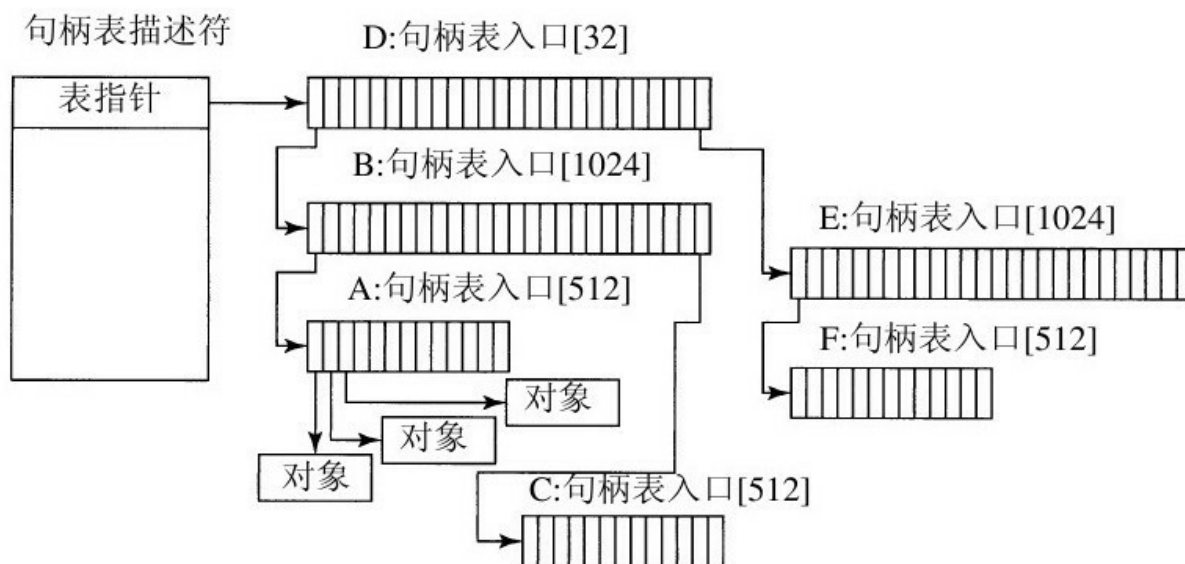 句柄表描述符
D:句柄表入口[32]
表指针
B:句柄表入口[1024]
E:句柄表入口[1024]
A:句柄表入口[512]
F:句柄表入口[512]
对象
对象
对象
C:句柄表入口[512]